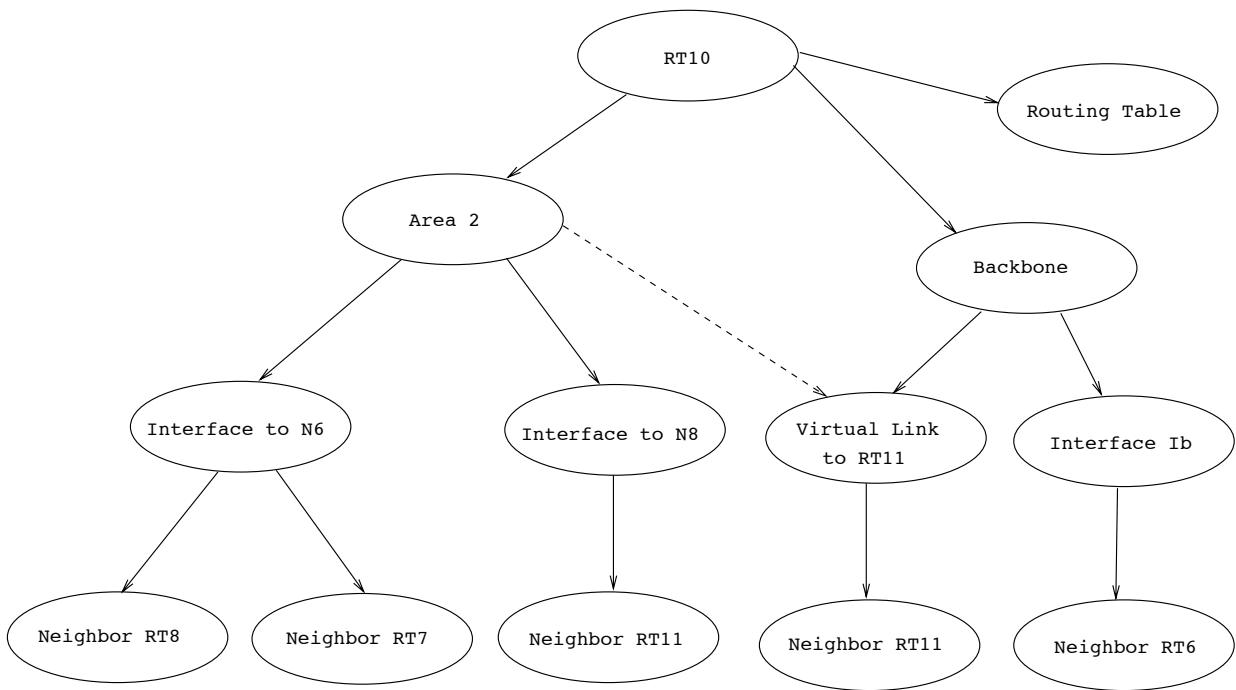 RT10
Routing Table
Area 2
Backbone
Interface to N6
Interface to N8
Virtual Link
to RT11
Interface Ib
Neighbor RT8
Neighbor RT7
Neighbor RT11
Neighbor RT11
Neighbor RT6